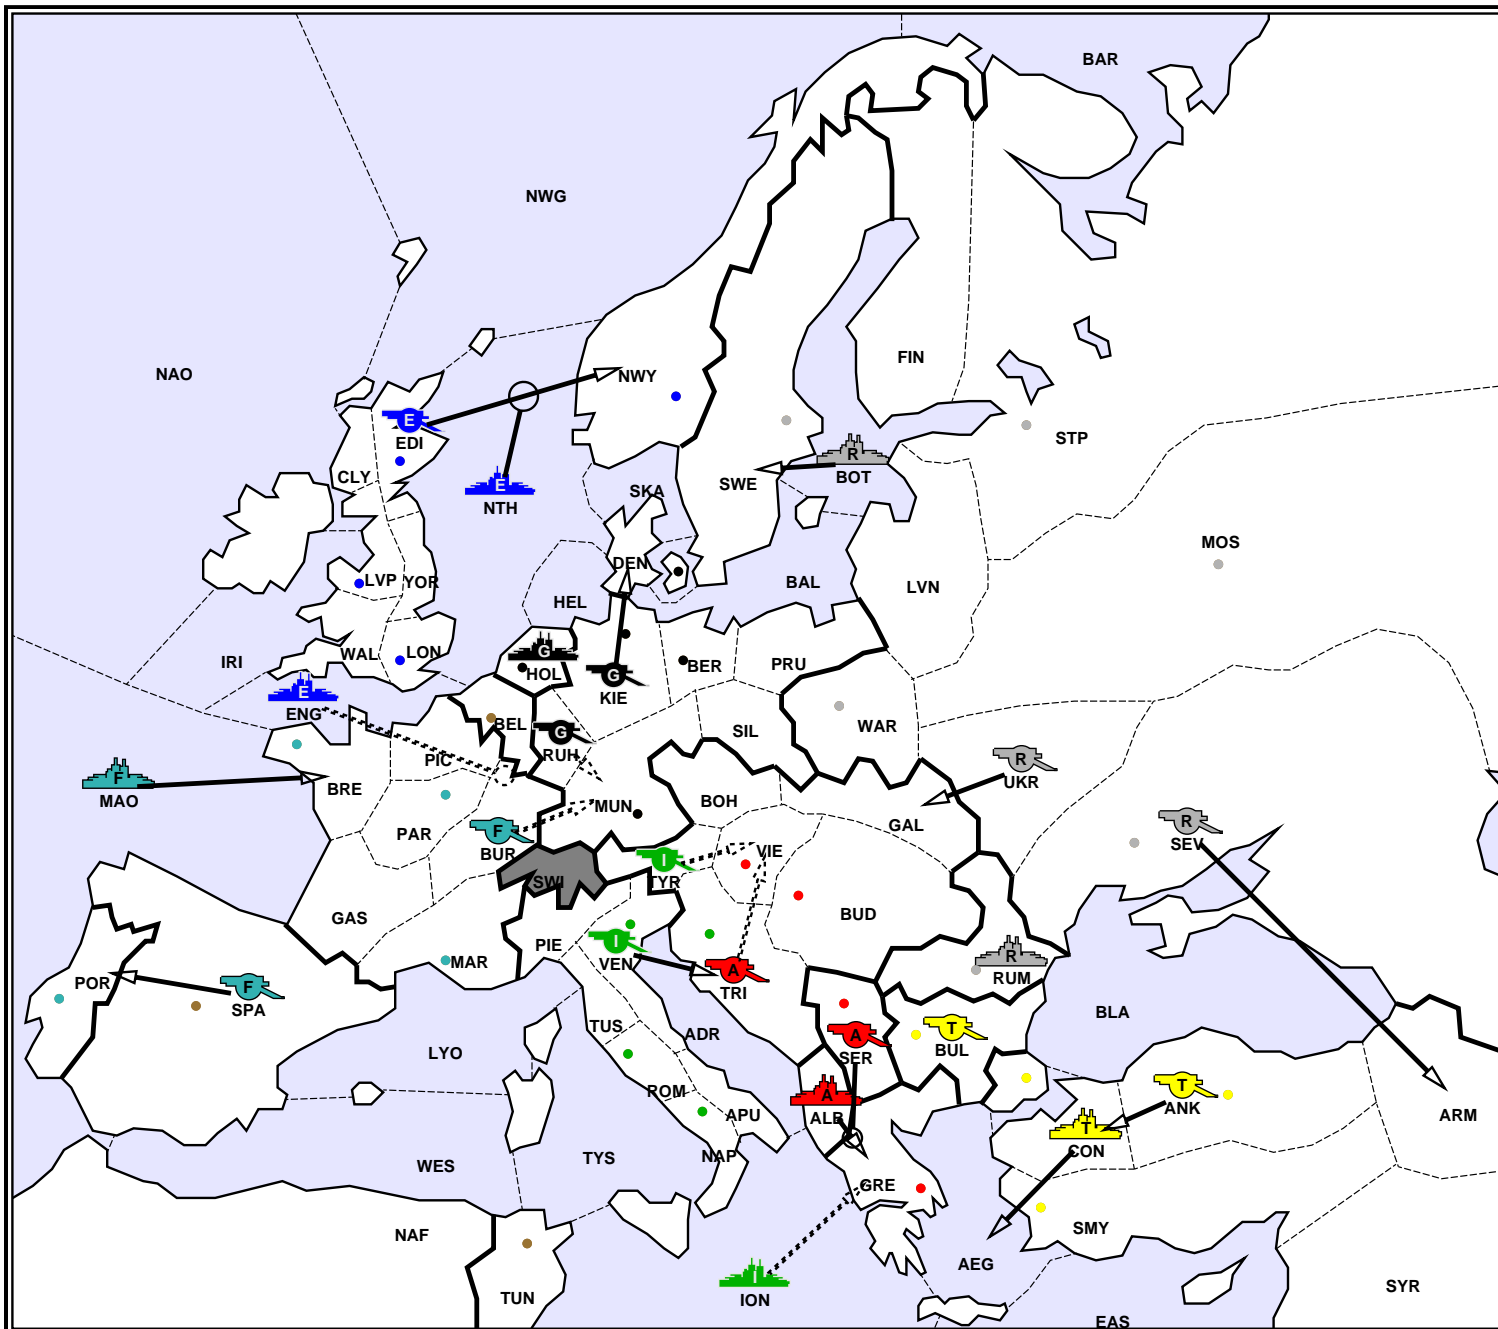 BAR
NWG
NAO
NWY
FIN
E
EDI
STP
R
BOT
CLY
SWE
SKA
E
NTH
MOS
DEN
LVP
YOR
BAL
LVN
HEL
IRI
WAL
LON
G
HOL
BER
PRU
G
KIE
E
ENG
BEL
WAR
G
RUH
SIL
PIC
R
UKR
F
MAO
BRE
BOH
MUN
GAL
R
SEV
PAR
F
BUR
VIE
I
TYR
SWI
GAS
BUD
PIE
I
VEN
MAR
R
RUM
A
TRI
POR
F
SPA
BLA
TUS
ADR
LYO
A
SER
T
BUL
ROM
APU
A
ALB
T
ANK
ARM
T
CON
NAP
WES
TYS
GRE
SMY
NAF
AEG
I
ION
TUN
SYR
EAS